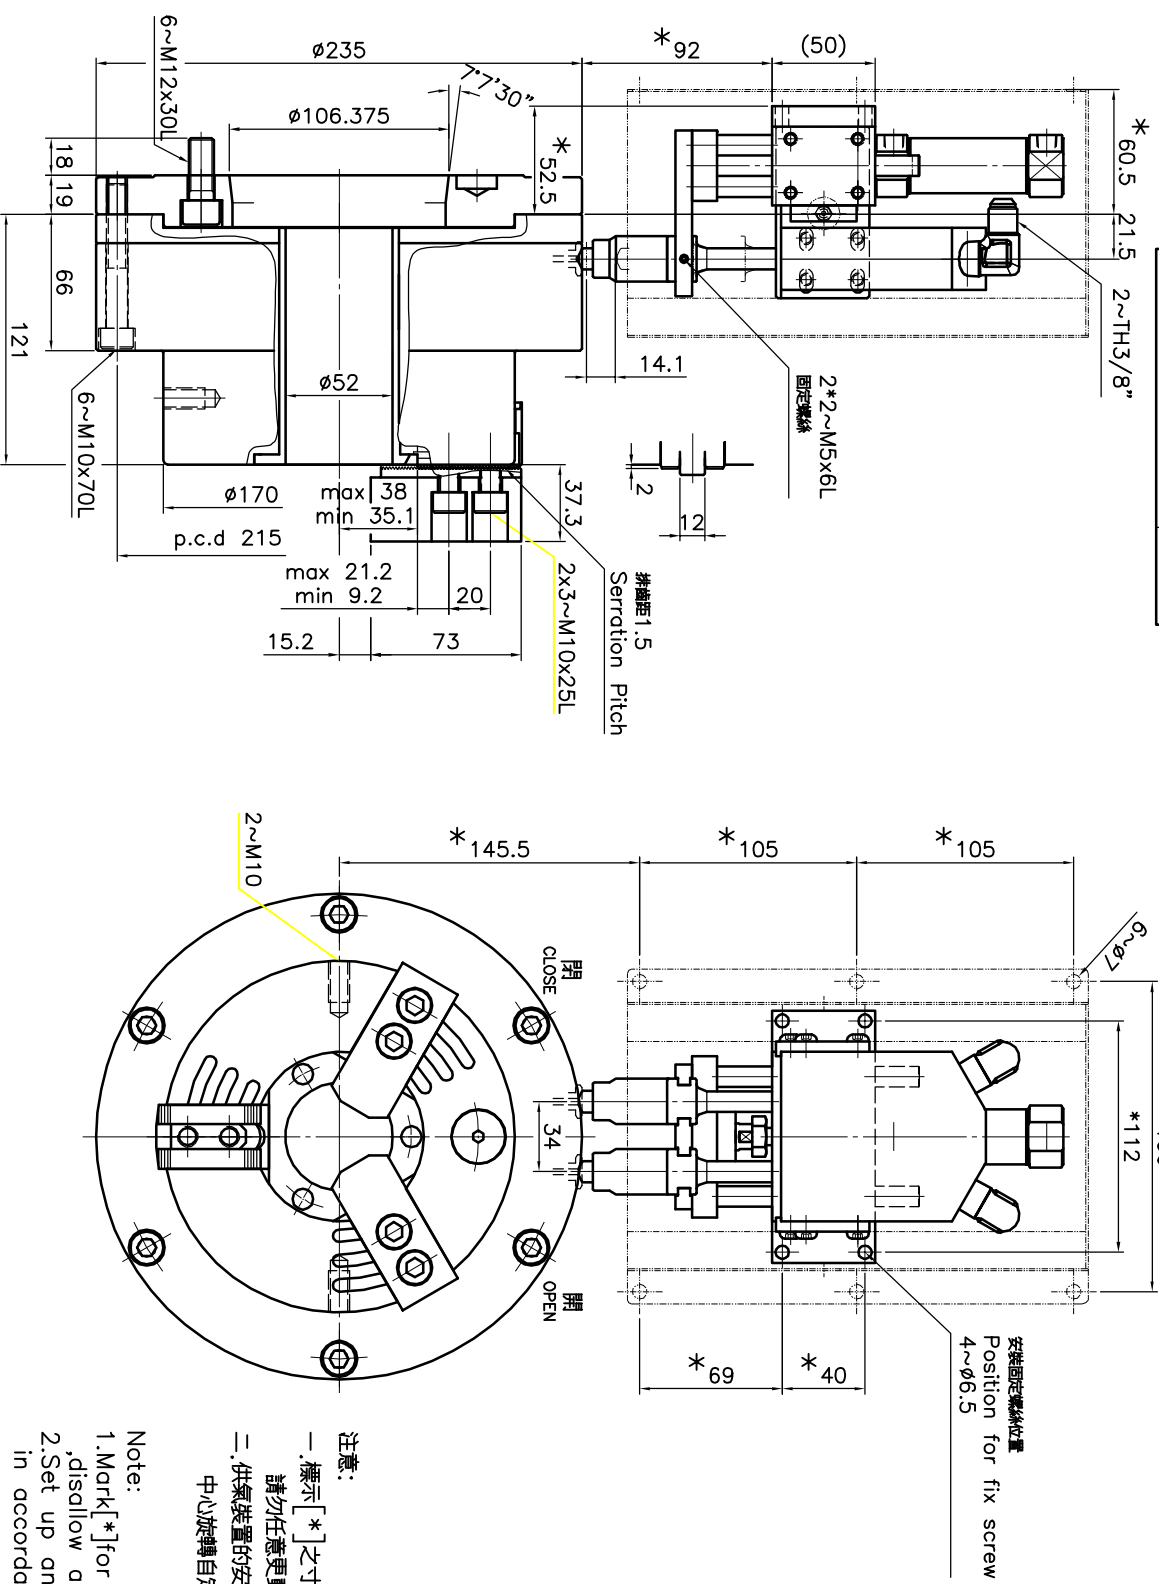 ø235
*92
(50)
6~M12x30L
7°7'30"
ø106.375
*52.5
*60.5
21.5
18
19
66
121
2~TH3/8"
14.1
2*2~M5x6L
固定螺絲
ø52
6~M10x70L
ø170
p.c.d 215
max 38
min 35.1
37.3
2
12
max 21.2
min 9.2
20
15.2
73
2x3~M10x25L
排齒距1.5
Serration Pitch
2~M10
*145.5
*105
*105
6~ø7
閉
CLOSE
34
*112
開
OPEN
*69
*40
安裝固定螺絲位置
Position for fix screw
4~ø6.5
注意:
一.標示[*]之寸
請勿任意更動
二.供氣裝置的安
中心旋轉自
Note:
1.Mark[*]for
,disallow a
2.Set up an
in accorda